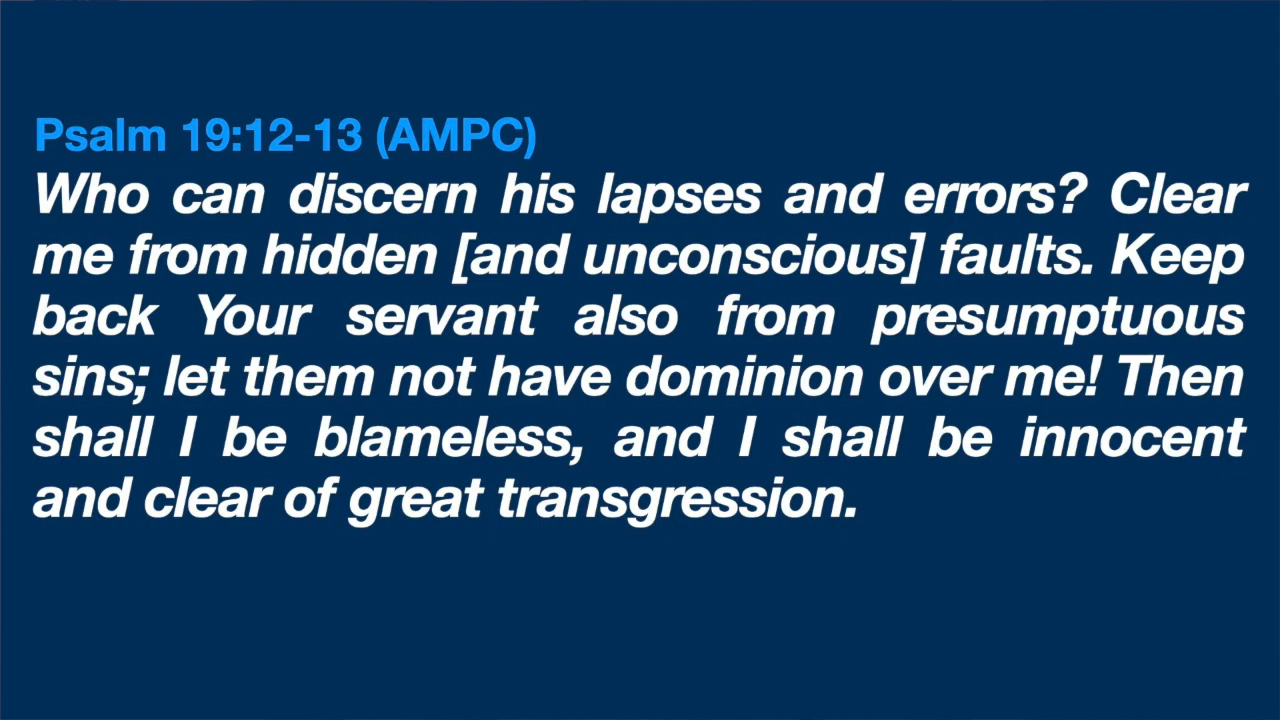 Psalm 19:12-13 (AMPC)
Who can discern his lapses and errors? Clear
me from hidden [and unconscious] faults. Keep
back Your servant also from presumptuous
sins; let them not have dominion over me! Then
shall I be blameless, and I shall be innocent
and clear of great transgression.